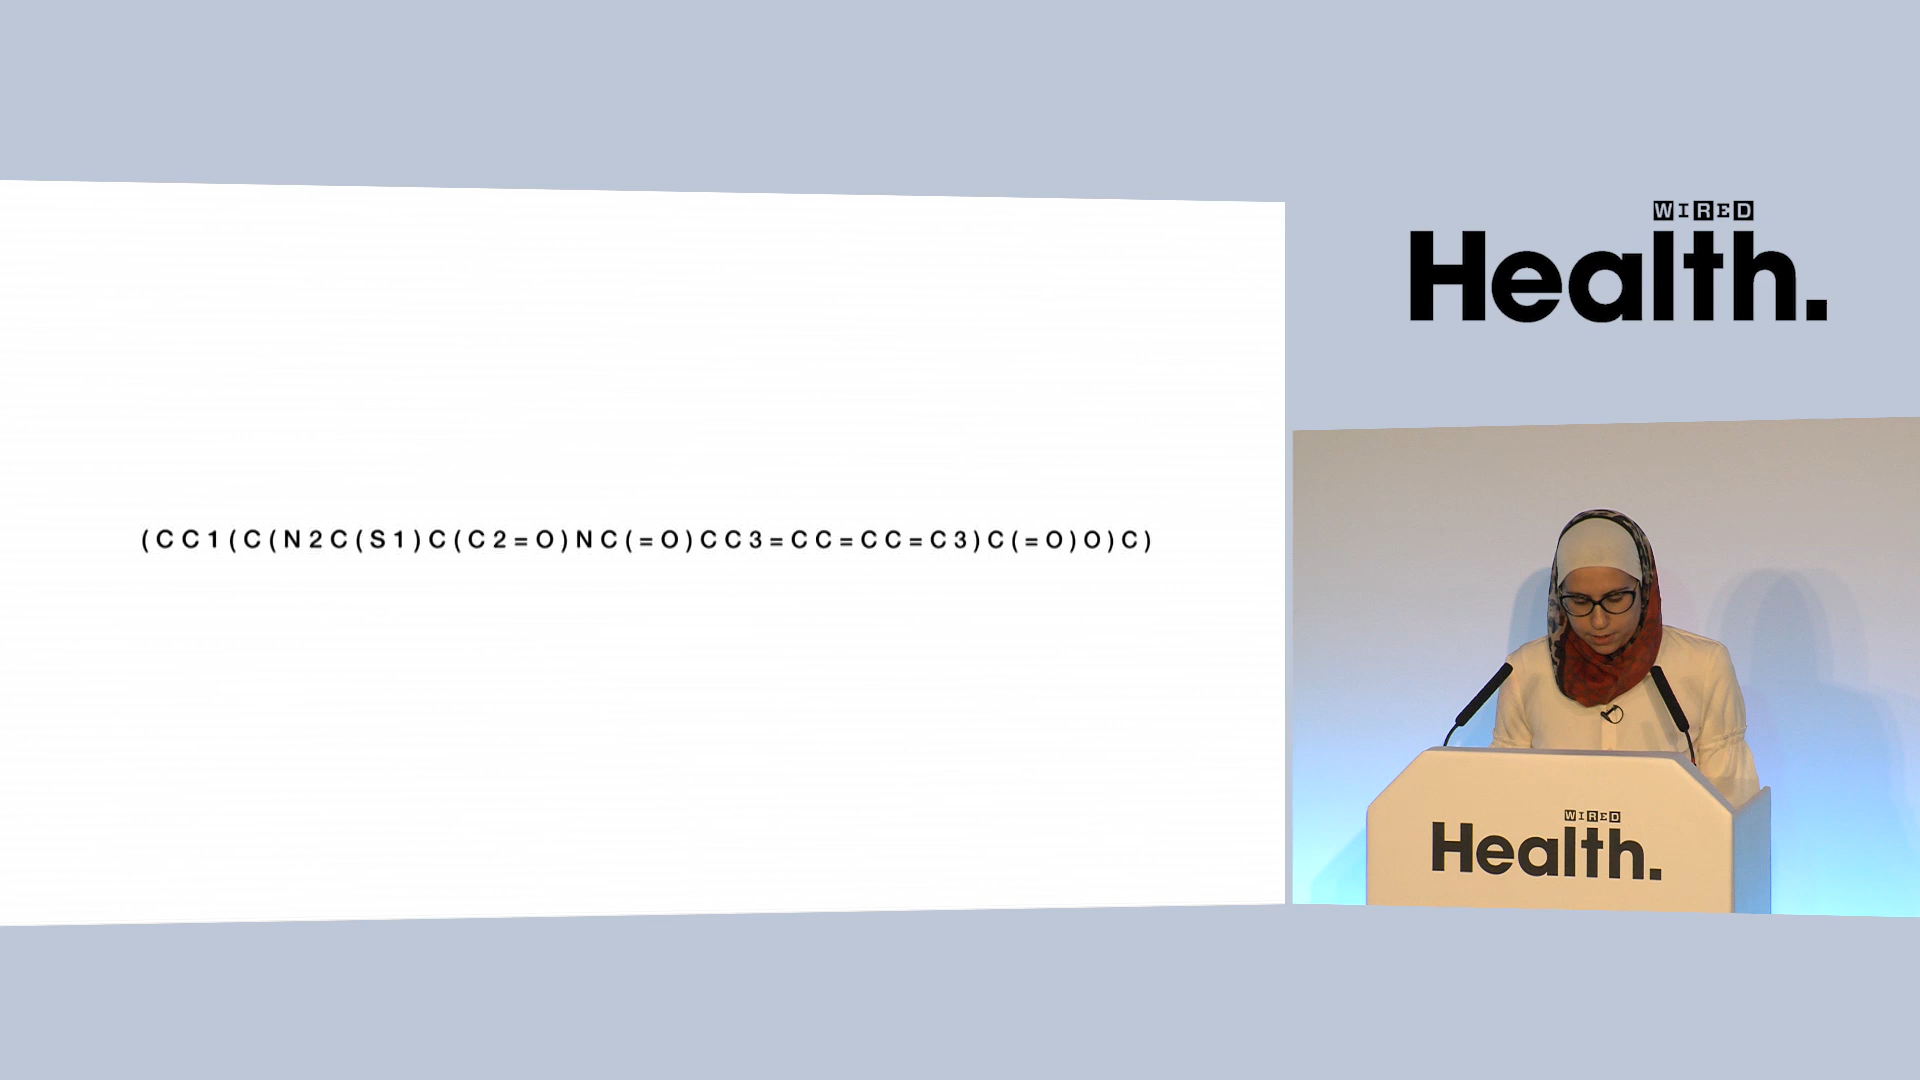 WIRED
Health.
(CC1(C(N2C(S1)C(C2=O)NC(=O)CC3=CC=CC=C3)C(=O)O)C)
WIRED
Health.